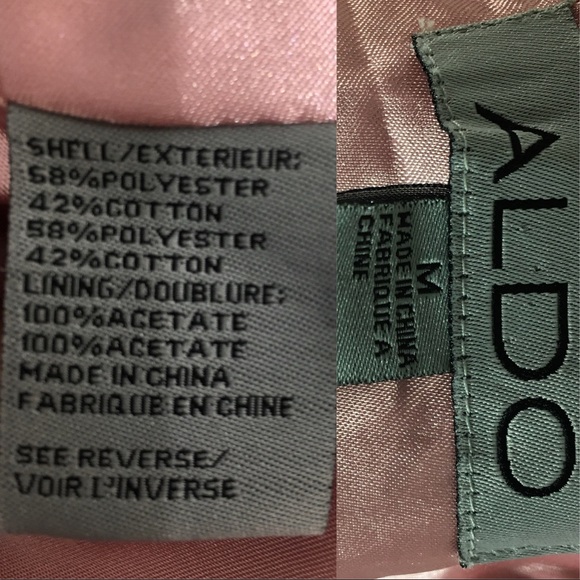 SHELL/EXTERIEUR:
58%POLYESTER
42%COTTON
58%POLYESTER
42%COTTON
LINING/DOUBLURE:
100%ACETATE
100%ACETATE
MADE IN CHINA
FABRIQUE EN CHINE
SEE REVERSE/
VOIR L'INVERSE
ALDO
M
MADE IN CHINA
FABRIQUE A
CHINE